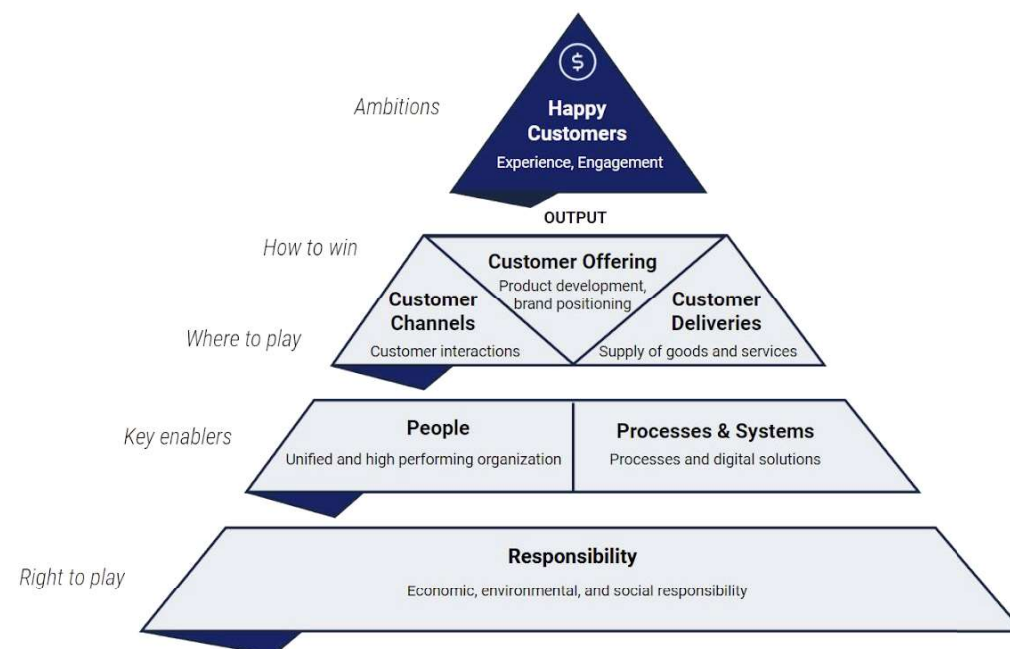 $
Ambitions
Happy
Customers
Experience, Engagement
OUTPUT
How to win
Customer Offering
Product development,
brand positioning
Customer
Channels
Customer interactions
Customer
Deliveries
Supply of goods and services
Where to play
Key enablers
People
Unified and high performing organization
Processes & Systems
Processes and digital solutions
Right to play
Responsibility
Economic, environmental, and social responsibility